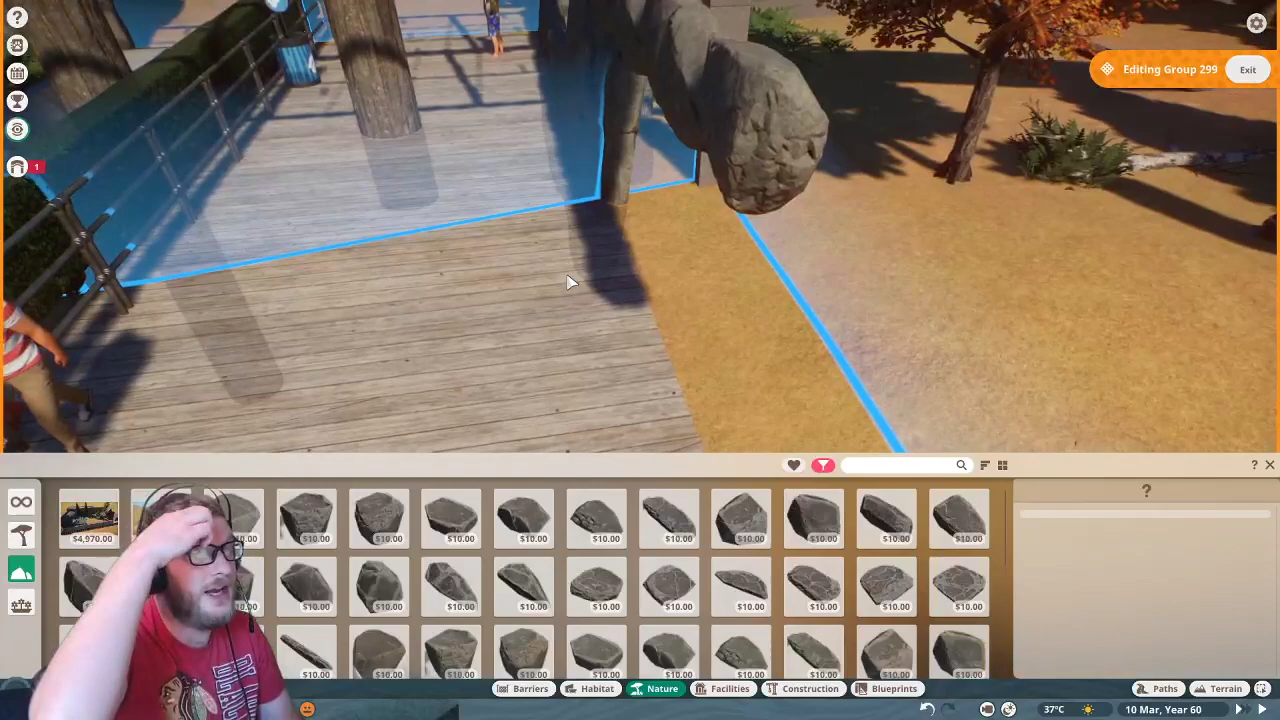 ?
Editing Group 299 Exit
1
? 
?
$4,970.00 $10.00 $10.00 $10.00 $10.00 $10.00 $10.00 $10.00 $10.00 $10.00 $10.00
$10.00 $10.00 $10.00 $10.00 $10.00 $10.00 $10.00 $10.00 $10.00 $10.00
$10.00 $10.00 $10.00 $10.00 $10.00 $10.00 $10.00 $10.00 $10.00 $10.00
Barriers Habitat Nature Facilities Construction Blueprints Paths Terrain
37°C 10 Mar, Year 60